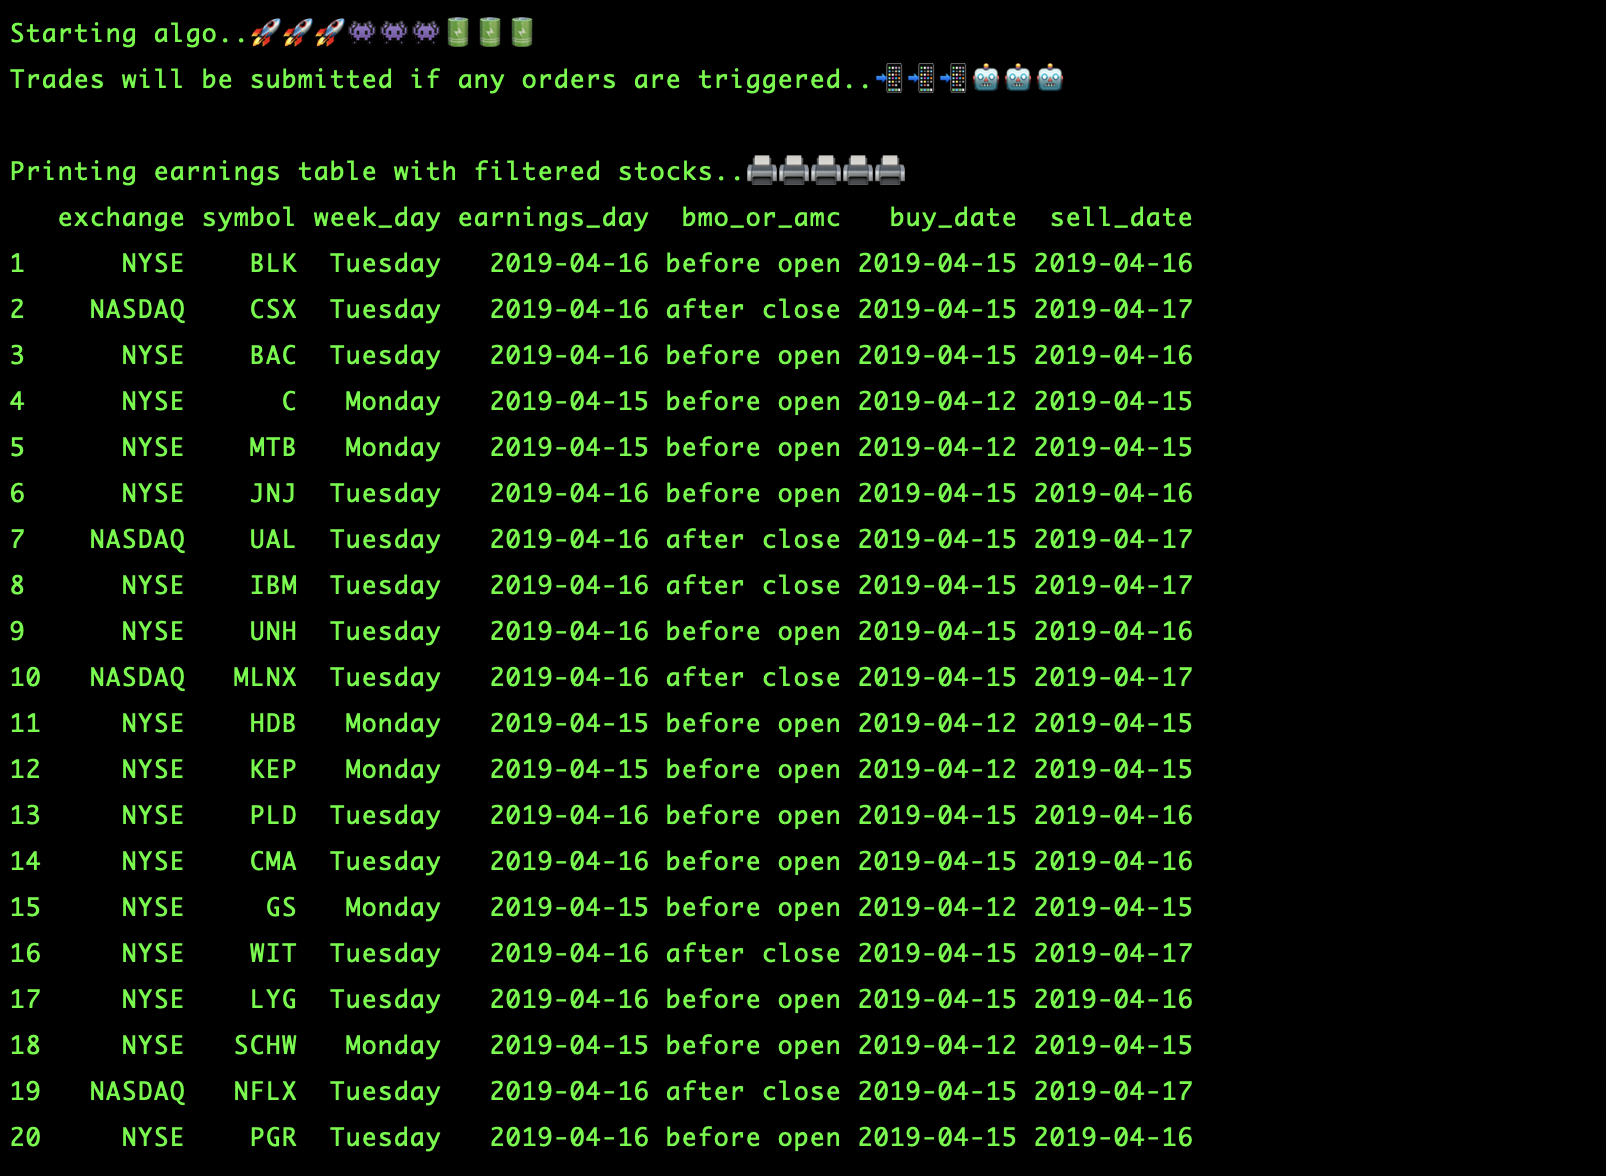 Starting algo..🚀🚀🚀👾👾👾🔋🔋🔋
Trades will be submitted if any orders are triggered..📲📲📲🤖🤖🤖
Printing earnings table with filtered stocks..🖨🖨🖨🖨🖨
exchange symbol week_day earnings_day bmo_or_amc buy_date sell_date
1 NYSE BLK Tuesday 2019-04-16 before open 2019-04-15 2019-04-16
2 NASDAQ CSX Tuesday 2019-04-16 after close 2019-04-15 2019-04-17
3 NYSE BAC Tuesday 2019-04-16 before open 2019-04-15 2019-04-16
4 NYSE C Monday 2019-04-15 before open 2019-04-12 2019-04-15
5 NYSE MTB Monday 2019-04-15 before open 2019-04-12 2019-04-15
6 NYSE JNJ Tuesday 2019-04-16 before open 2019-04-15 2019-04-16
7 NASDAQ UAL Tuesday 2019-04-16 after close 2019-04-15 2019-04-17
8 NYSE IBM Tuesday 2019-04-16 after close 2019-04-15 2019-04-17
9 NYSE UNH Tuesday 2019-04-16 before open 2019-04-15 2019-04-16
10 NASDAQ MLNX Tuesday 2019-04-16 after close 2019-04-15 2019-04-17
11 NYSE HDB Monday 2019-04-15 before open 2019-04-12 2019-04-15
12 NYSE KEP Monday 2019-04-15 before open 2019-04-12 2019-04-15
13 NYSE PLD Tuesday 2019-04-16 before open 2019-04-15 2019-04-16
14 NYSE CMA Tuesday 2019-04-16 before open 2019-04-15 2019-04-16
15 NYSE GS Monday 2019-04-15 before open 2019-04-12 2019-04-15
16 NYSE WIT Tuesday 2019-04-16 after close 2019-04-15 2019-04-17
17 NYSE LYG Tuesday 2019-04-16 before open 2019-04-15 2019-04-16
18 NYSE SCHW Monday 2019-04-15 before open 2019-04-12 2019-04-15
19 NASDAQ NFLX Tuesday 2019-04-16 after close 2019-04-15 2019-04-17
20 NYSE PGR Tuesday 2019-04-16 before open 2019-04-15 2019-04-16